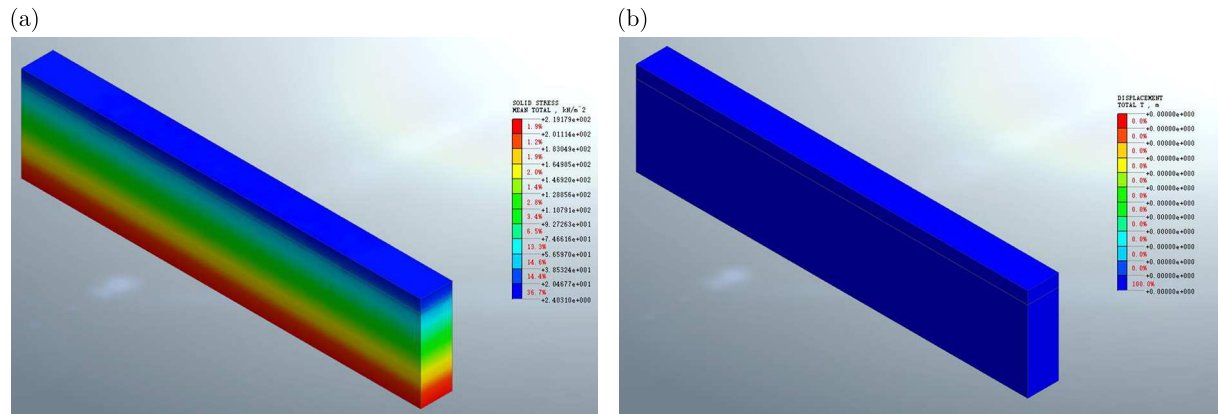 (a)
(b)
SOLID STRESS
MEAN TOTAL , kN/m^2
+2.19179e+002
1.9%
+2.01114e+002
1.2%
+1.83049e+002
1.9%
+1.64985e+002
2.0%
+1.46920e+002
1.4%
+1.28856e+002
2.8%
+1.10791e+002
3.4%
+9.27263e+001
6.5%
+7.46616e+001
13.3%
+5.65970e+001
14.6%
+3.85324e+001
14.4%
+2.04677e+001
36.7%
+2.40310e+000
DISPLACEMENT
TOTAL T , m
+0.00000e+000
0.0%
+0.00000e+000
0.0%
+0.00000e+000
0.0%
+0.00000e+000
0.0%
+0.00000e+000
0.0%
+0.00000e+000
0.0%
+0.00000e+000
0.0%
+0.00000e+000
0.0%
+0.00000e+000
0.0%
+0.00000e+000
0.0%
+0.00000e+000
0.0%
+0.00000e+000
100.0%
+0.00000e+000